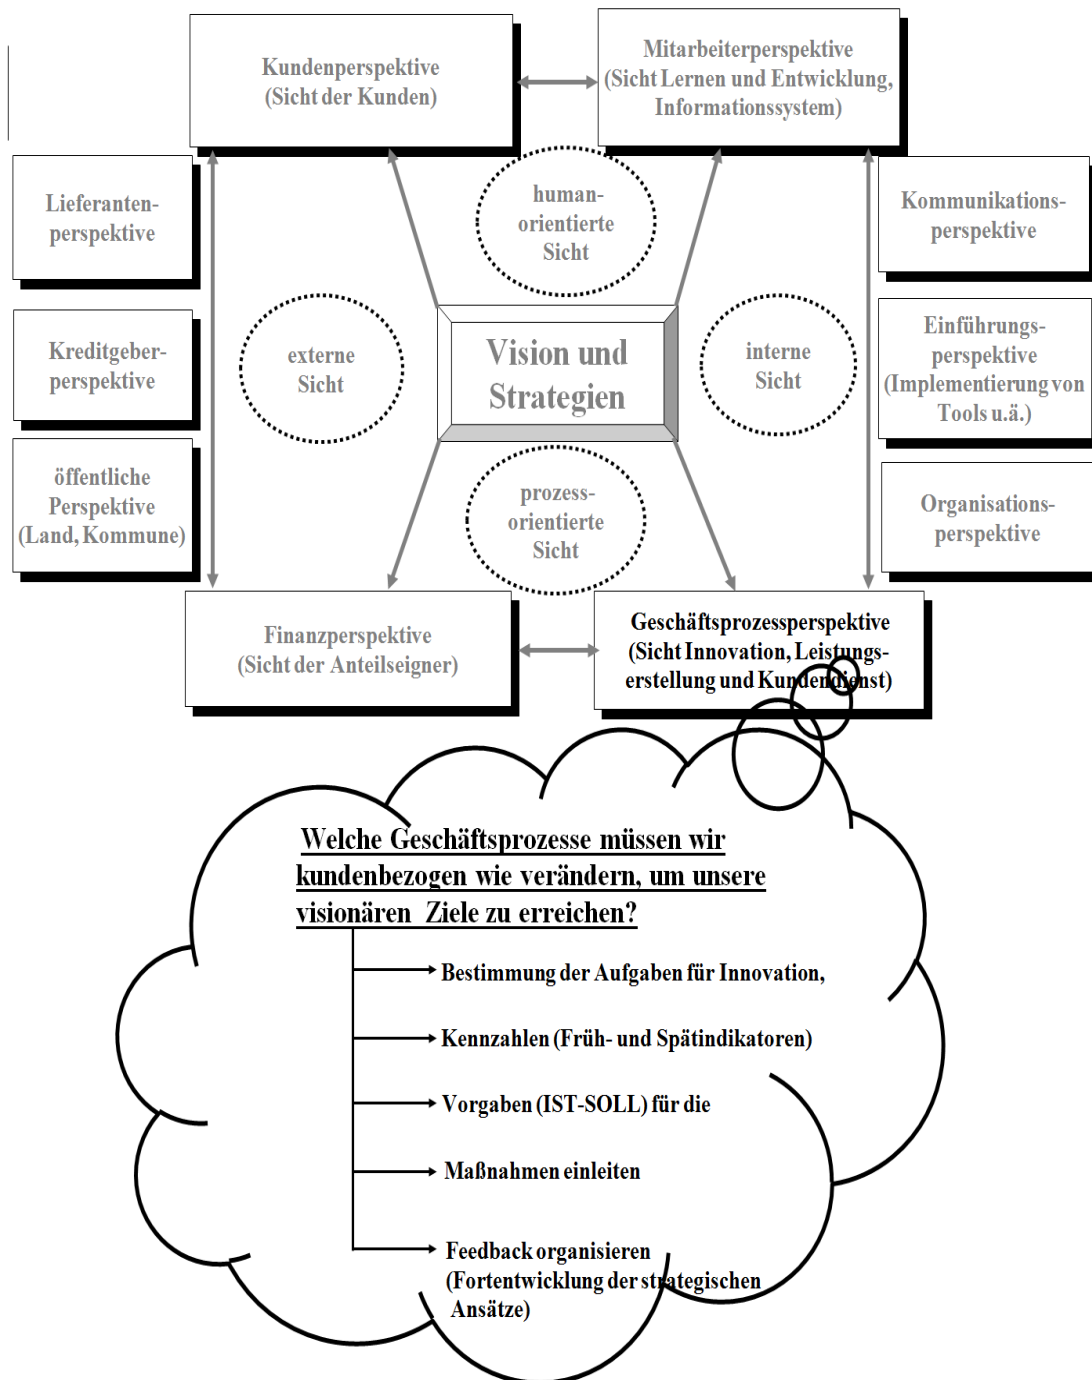 Kundenperspektive
(Sicht der Kunden)
Mitarbeiterperspektive
(Sicht Lernen und Entwicklung,
Informationssystem)
Lieferanten-
perspektive
human-
orientierte
Sicht
Kommunikations-
perspektive
Kreditgeber-
perspektive
externe
Sicht
Vision und
Strategien
interne
Sicht
Einführungs-
perspektive
(Implementierung von
Tools u.ä.)
öffentliche
Perspektive
(Land, Kommune)
prozess-
orientierte
Sicht
Organisations-
perspektive
Finanzperspektive
(Sicht der Anteilseigner)
Geschäftsprozessperspektive
(Sicht Innovation, Leistungs-
erstellung und Kundendienst)
Welche Geschäftsprozesse müssen wir
kundenbezogen wie verändern, um unsere
visionären Ziele zu erreichen?
Bestimmung der Aufgaben für Innovation,
Kennzahlen (Früh- und Spätindikatoren)
Vorgaben (IST-SOLL) für die
Maßnahmen einleiten
Feedback organisieren
(Fortentwicklung der strategischen
Ansätze)